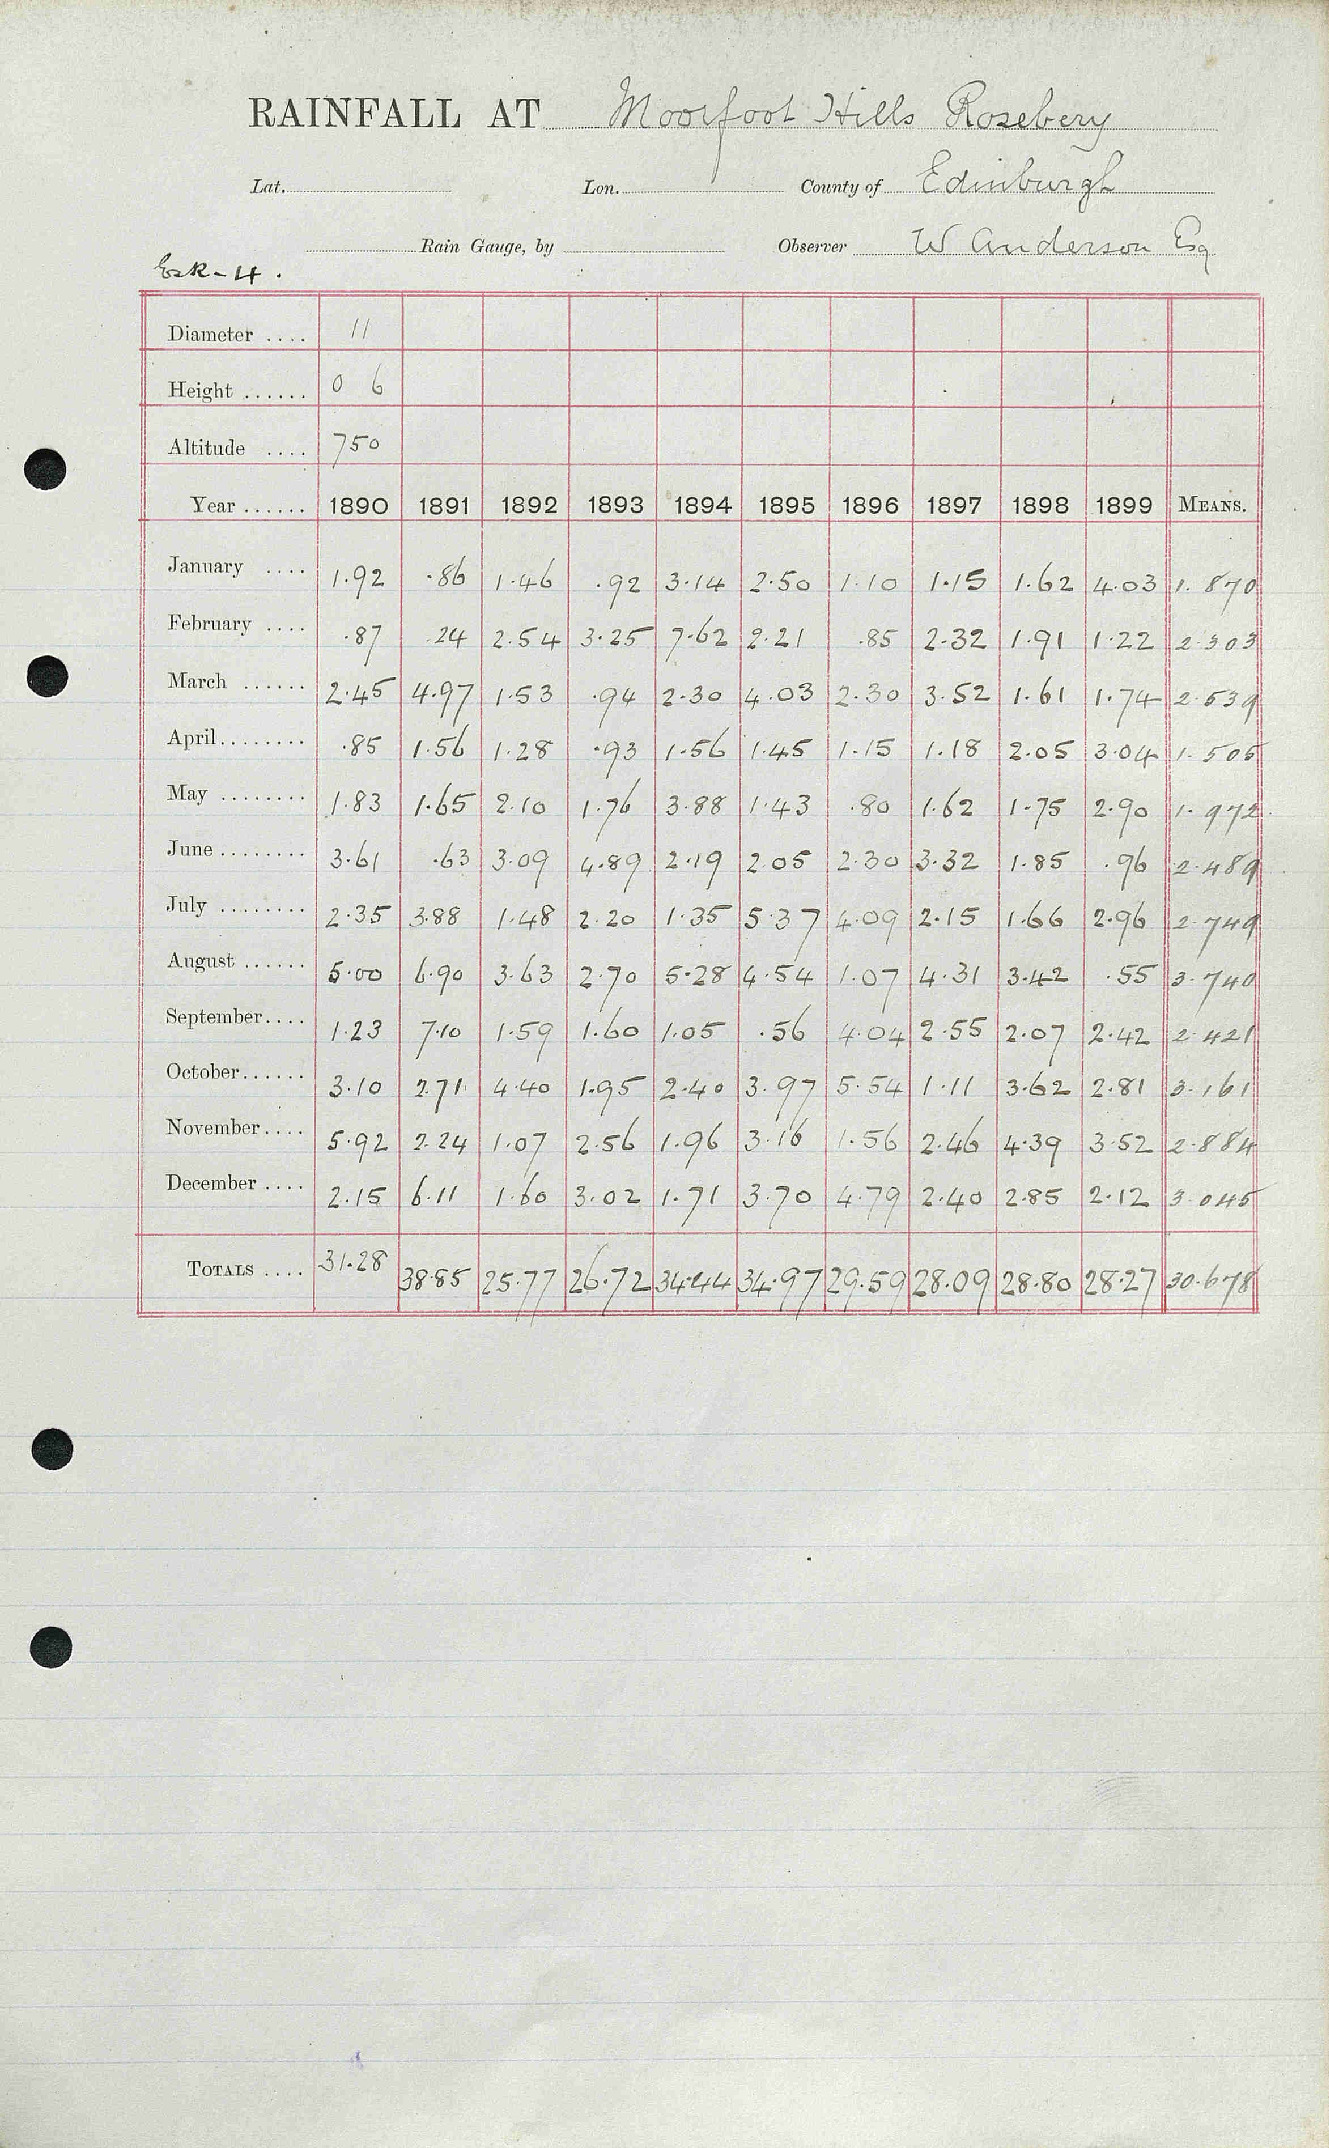 RAINFALL AT Moorfoot Hills Rosebery
Lat. Lon. County of Edinburgh
Rain Gauge, by Observer W Anderson Esq
Esk-4.
Diameter .... 11
Height ...... 0 6
Altitude .... 750
Year ...... 1890 1891 1892 1893 1894 1895 1896 1897 1898 1899 MEANS.
January .... 1.92 .86 1.46 .92 3.14 2.50 1.10 1.15 1.62 4.03 1.870
February .... .87 .24 2.54 3.25 7.62 2.21 .85 2.32 1.91 1.22 2.303
March ...... 2.45 4.97 1.53 .94 2.30 4.03 2.30 3.52 1.61 1.74 2.539
April........ .85 1.56 1.28 .93 1.56 1.45 1.15 1.18 2.05 3.04 1.505
May ........ 1.83 1.65 2.10 1.76 3.88 1.43 .80 1.62 1.75 2.90 1.972
June ........ 3.61 .63 3.09 4.89 2.19 2.05 2.30 3.32 1.85 .96 2.489
July ........ 2.35 3.88 1.48 2.20 1.35 5.37 4.09 2.15 1.66 2.96 2.749
August ...... 5.00 6.90 3.63 2.70 5.28 4.54 1.07 4.31 3.42 .55 3.740
September.... 1.23 7.10 1.59 1.60 1.05 .56 4.04 2.55 2.07 2.42 2.421
October...... 3.10 2.71 4.40 1.95 2.40 3.97 5.54 1.11 3.62 2.81 3.161
November.... 5.92 2.24 1.07 2.56 1.96 3.16 1.56 2.46 4.39 3.52 2.884
December .... 2.15 6.11 1.60 3.02 1.71 3.70 4.79 2.40 2.85 2.12 3.045
TOTALS .... 31.28 38.85 25.77 26.72 34.44 34.97 29.59 28.09 28.80 28.27 30.678